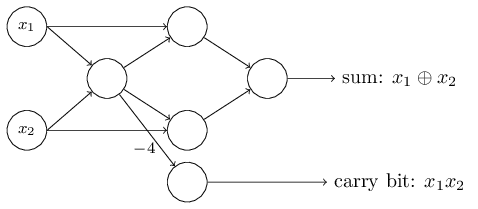 x₁
sum: x₁ ⊕ x₂
x₂
−4
carry bit: x₁x₂